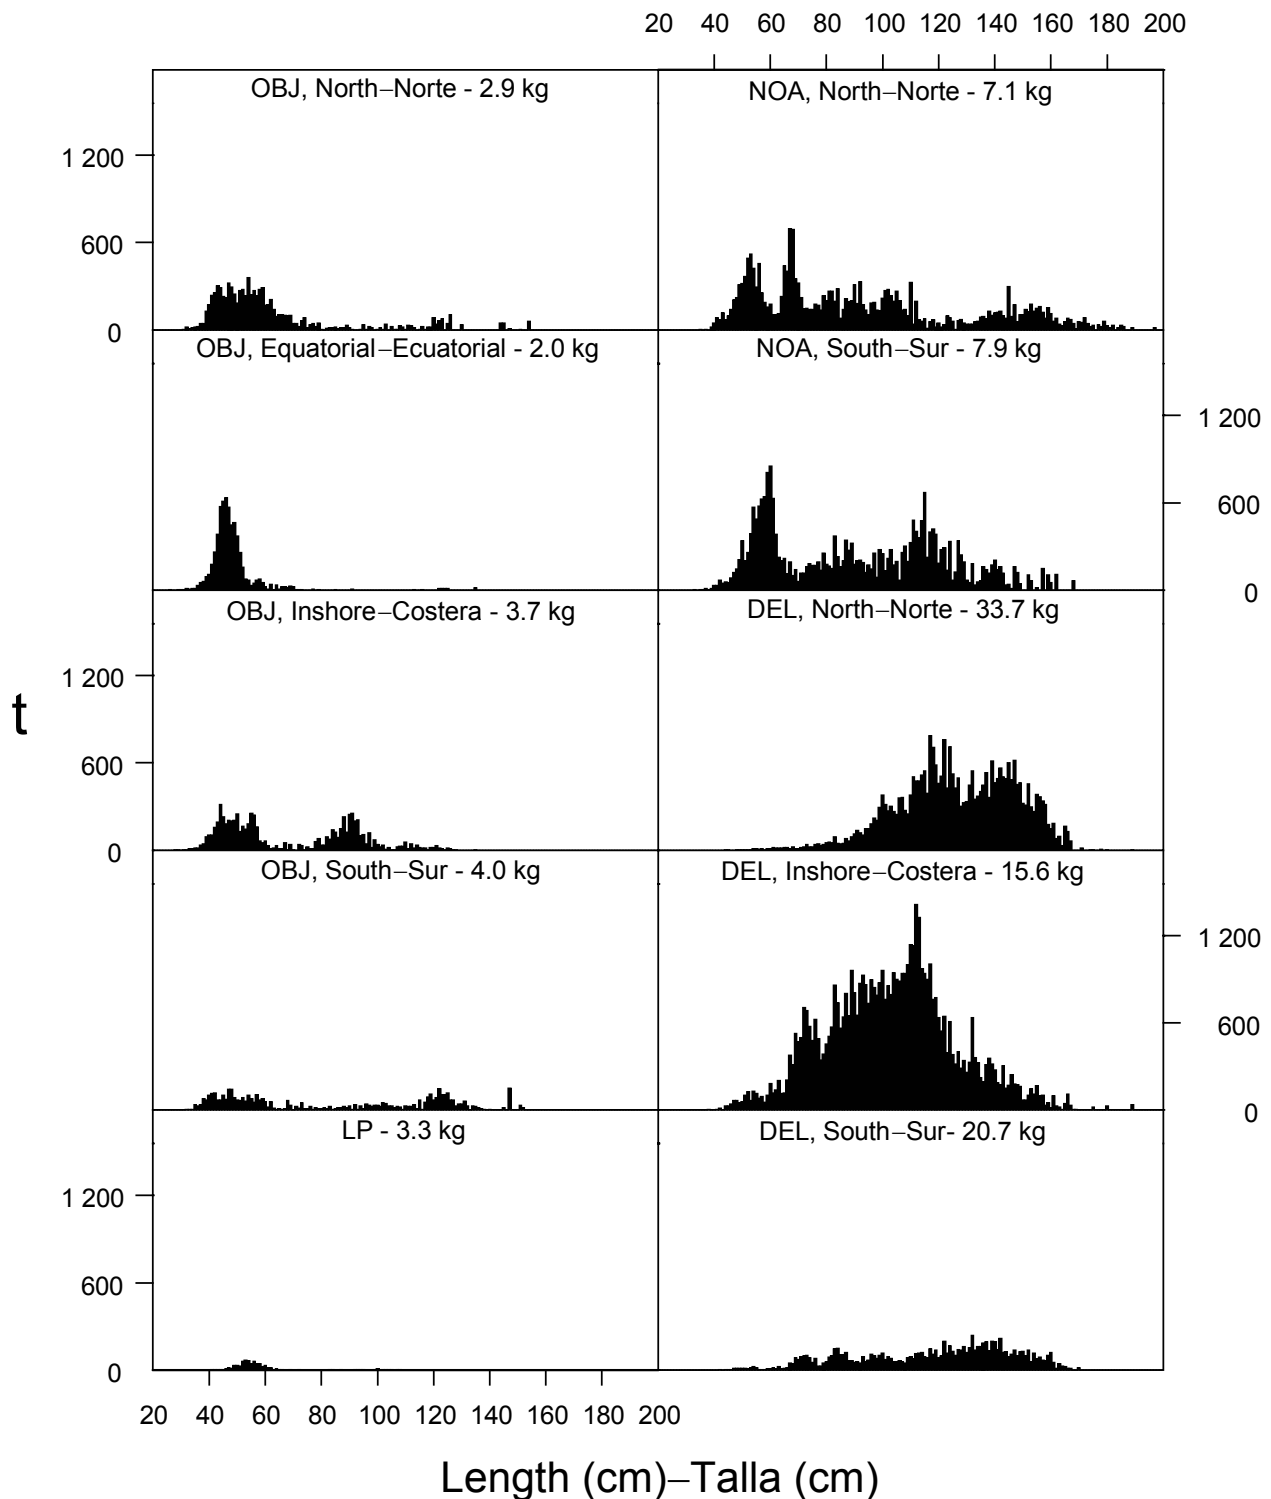 20 40 60 80 100 120 140 160 180 200
OBJ, North–Norte - 2.9 kg
NOA, North–Norte - 7.1 kg
1 200
600
0
OBJ, Equatorial–Ecuatorial - 2.0 kg
NOA, South–Sur - 7.9 kg
1 200
600
0
OBJ, Inshore–Costera - 3.7 kg
DEL, North–Norte - 33.7 kg
1 200
t
600
0
OBJ, South–Sur - 4.0 kg
DEL, Inshore–Costera - 15.6 kg
1 200
600
0
LP - 3.3 kg
DEL, South–Sur- 20.7 kg
1 200
600
0
20 40 60 80 100 120 140 160 180 200
Length (cm)–Talla (cm)